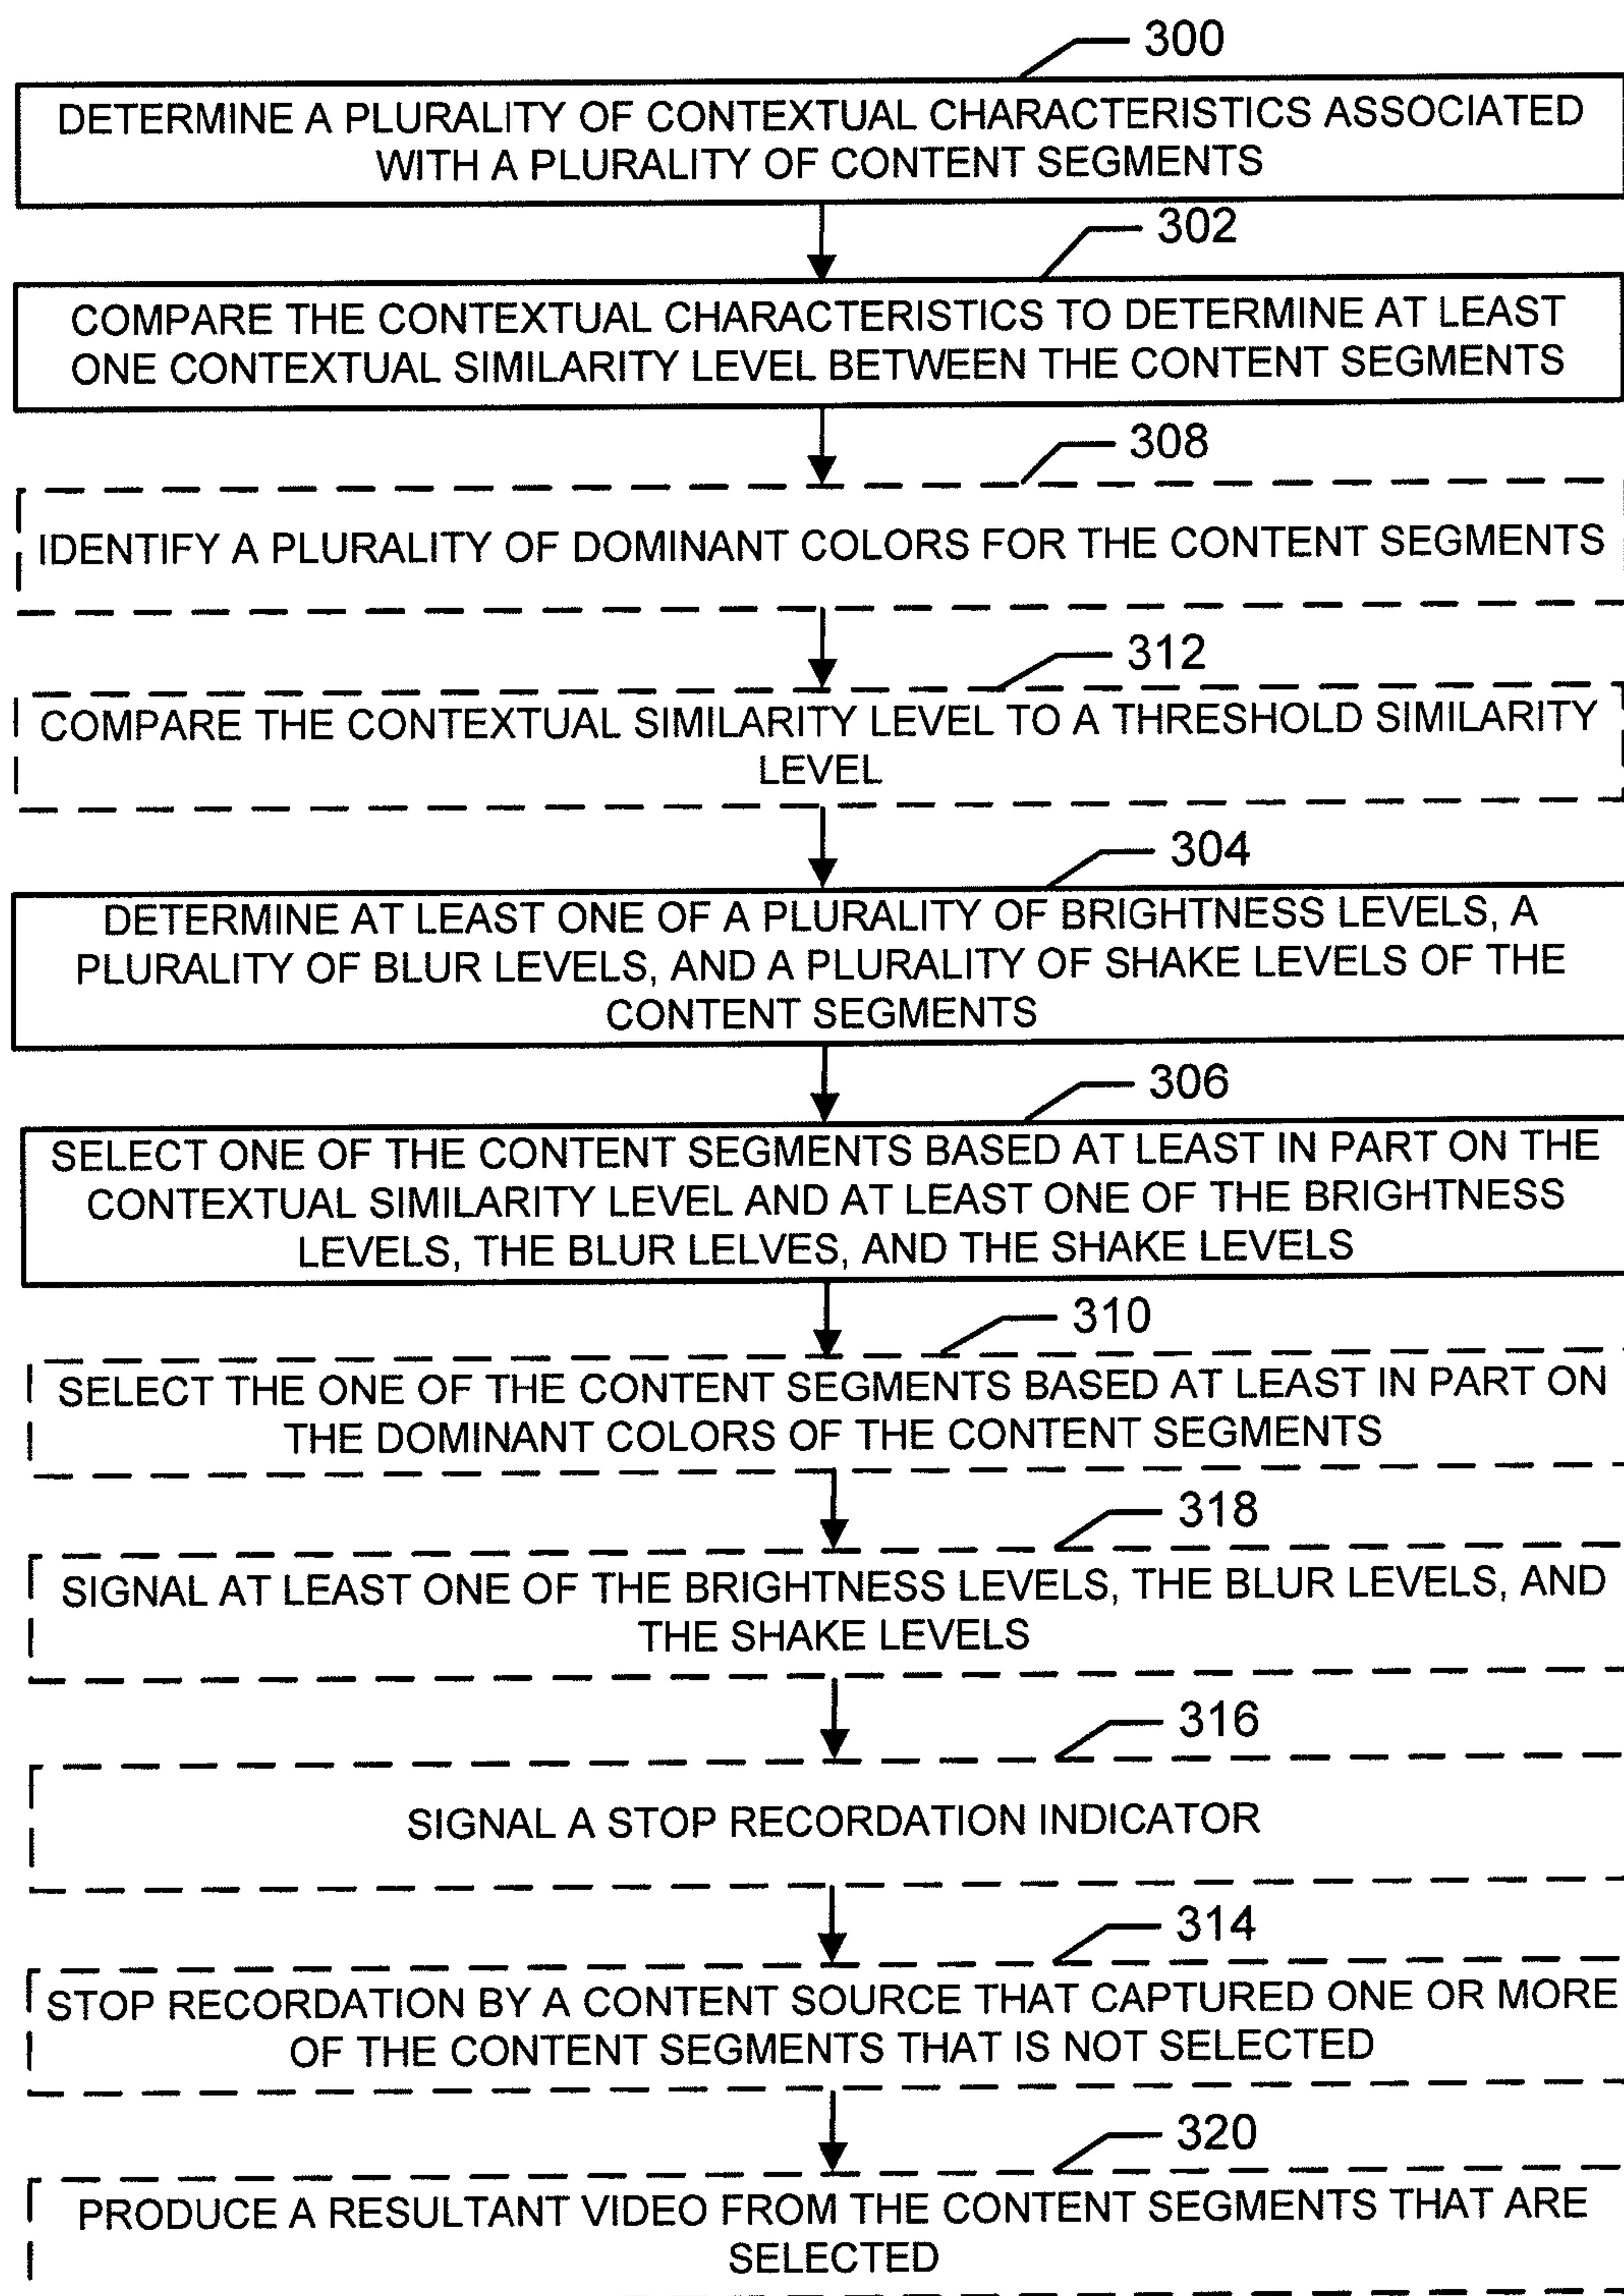 300
DETERMINE A PLURALITY OF CONTEXTUAL CHARACTERISTICS ASSOCIATED
WITH A PLURALITY OF CONTENT SEGMENTS
302
COMPARE THE CONTEXTUAL CHARACTERISTICS TO DETERMINE AT LEAST
ONE CONTEXTUAL SIMILARITY LEVEL BETWEEN THE CONTENT SEGMENTS
308
IDENTIFY A PLURALITY OF DOMINANT COLORS FOR THE CONTENT SEGMENTS
312
COMPARE THE CONTEXTUAL SIMILARITY LEVEL TO A THRESHOLD SIMILARITY
LEVEL
304
DETERMINE AT LEAST ONE OF A PLURALITY OF BRIGHTNESS LEVELS, A
PLURALITY OF BLUR LEVELS, AND A PLURALITY OF SHAKE LEVELS OF THE
CONTENT SEGMENTS
306
SELECT ONE OF THE CONTENT SEGMENTS BASED AT LEAST IN PART ON THE
CONTEXTUAL SIMILARITY LEVEL AND AT LEAST ONE OF THE BRIGHTNESS
LEVELS, THE BLUR LELVES, AND THE SHAKE LEVELS
310
SELECT THE ONE OF THE CONTENT SEGMENTS BASED AT LEAST IN PART ON
THE DOMINANT COLORS OF THE CONTENT SEGMENTS
318
SIGNAL AT LEAST ONE OF THE BRIGHTNESS LEVELS, THE BLUR LEVELS, AND
THE SHAKE LEVELS
316
SIGNAL A STOP RECORDATION INDICATOR
314
STOP RECORDATION BY A CONTENT SOURCE THAT CAPTURED ONE OR MORE
OF THE CONTENT SEGMENTS THAT IS NOT SELECTED
320
PRODUCE A RESULTANT VIDEO FROM THE CONTENT SEGMENTS THAT ARE
SELECTED